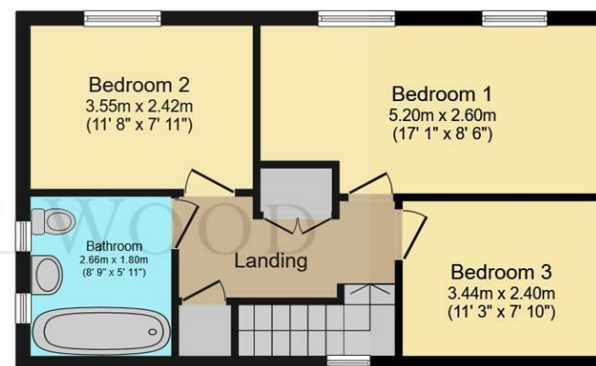 Bedroom 2
3.55m x 2.42m
(11' 8" x 7' 11")
Bedroom 1
5.20m x 2.60m
(17' 1" x 8' 6")
Bathroom
2.66m x 1.80m
(8' 9" x 5' 11")
WOOD
Landing
Bedroom 3
3.44m x 2.40m
(11' 3" x 7' 10")